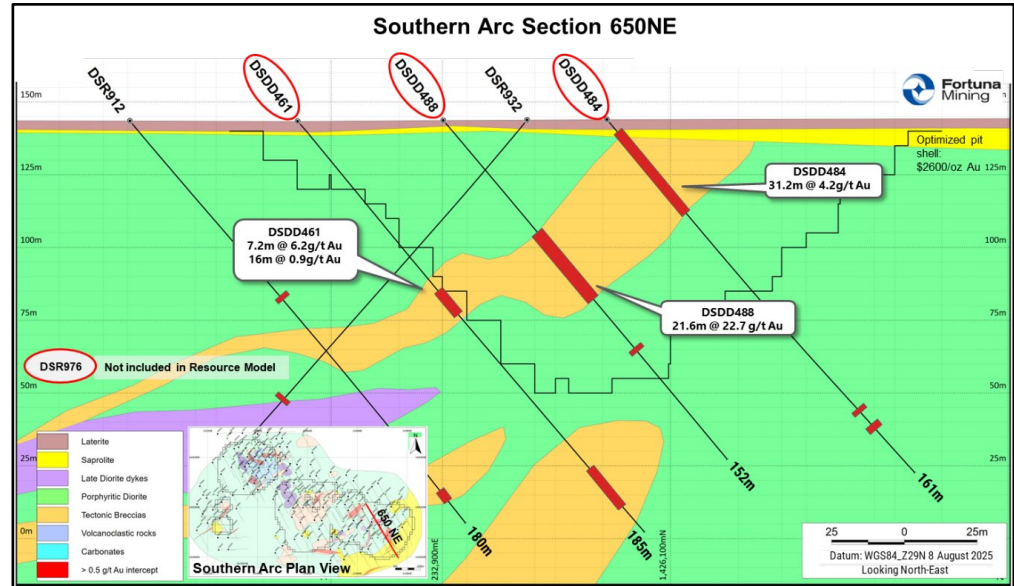 Southern Arc Section 650NE
DSR912
DSDD461
DSDD488
DSR932
DSDD484
Fortuna
Mining
150m
125m
100m
75m
50m
25m
0m
Optimized pit
shell:
$2600/oz Au
125m
100m
75m
50m
25m
DSDD484
31.2m @ 4.2g/t Au
DSDD461
7.2m @ 6.2g/t Au
16m @ 0.9g/t Au
DSDD488
21.6m @ 22.7 g/t Au
DSR976
Not included in Resource Model
Laterite
Saprolite
Late Diorite dykes
Porphyritic Diorite
Tectonic Breccias
Volcanoclastic rocks
Carbonates
> 0.5 g/t Au intercept
N
650 NE
Southern Arc Plan View
232,900mE
180m
185m
1,426,100mN
152m
161m
25 0 25m
Datum: WGS84_Z29N 8 August 2025
Looking North-East